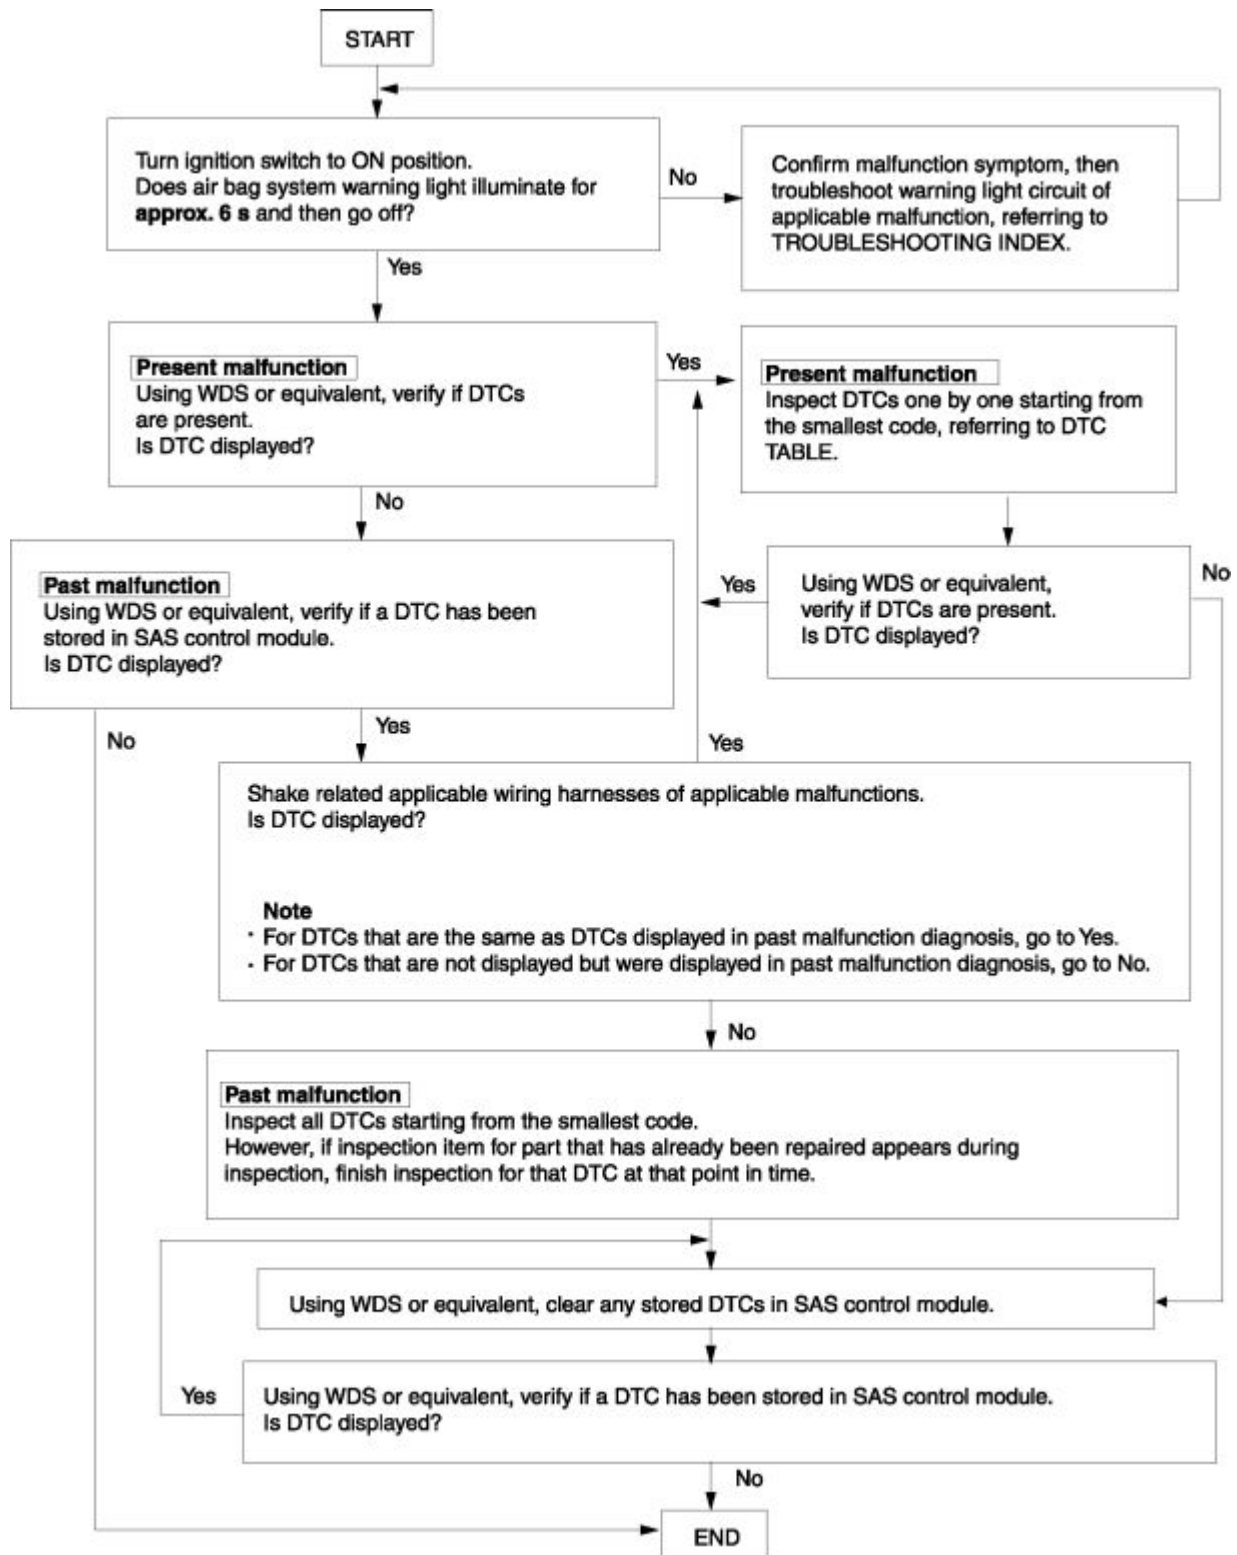 START
Turn ignition switch to ON position.
Does air bag system warning light illuminate for
approx. 6 s and then go off?
No
Confirm malfunction symptom, then
troubleshoot warning light circuit of
applicable malfunction, referring to
TROUBLESHOOTING INDEX.
Yes
Present malfunction
Using WDS or equivalent, verify if DTCs
are present.
Is DTC displayed?
Yes
Present malfunction
Inspect DTCs one by one starting from
the smallest code, referring to DTC
TABLE.
No
Past malfunction
Using WDS or equivalent, verify if a DTC has been
stored in SAS control module.
Is DTC displayed?
Yes
Using WDS or equivalent,
verify if DTCs are present.
Is DTC displayed?
No
No
Yes
Yes
Shake related applicable wiring harnesses of applicable malfunctions.
Is DTC displayed?
Note
• For DTCs that are the same as DTCs displayed in past malfunction diagnosis, go to Yes.
• For DTCs that are not displayed but were displayed in past malfunction diagnosis, go to No.
No
Past malfunction
Inspect all DTCs starting from the smallest code.
However, if inspection item for part that has already been repaired appears during
inspection, finish inspection for that DTC at that point in time.
Using WDS or equivalent, clear any stored DTCs in SAS control module.
Yes
Using WDS or equivalent, verify if a DTC has been stored in SAS control module.
Is DTC displayed?
No
END